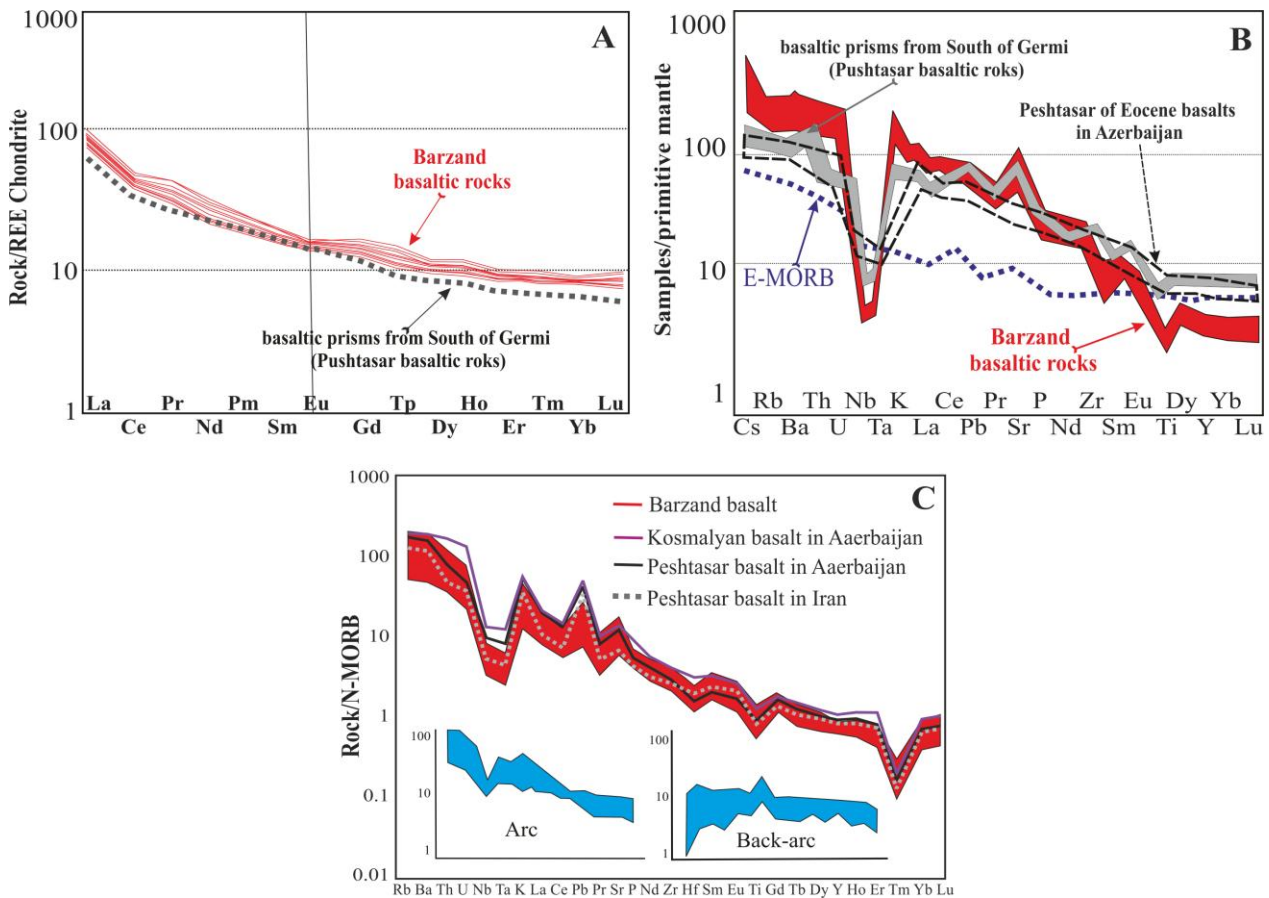 A
Rock/REE Chondrite
1000
100
10
1
Barzand
basaltic rocks
basaltic prisms from South of Germi
(Pushtasar basaltic roks)
La Pr Pm Eu Tp Ho Tm Lu
Ce Nd Sm Gd Dy Er Yb
B
Samples/primitive mantle
1000
100
10
1
basaltic prisms from South of Germi
(Pushtasar basaltic roks)
Peshtasar of Eocene basalts
in Azerbaijan
E-MORB
Barzand
basaltic rocks
Rb Th Nb K Ce Pr P Zr Eu Dy Yb
Cs Ba U Ta La Pb Sr Nd Sm Ti Y Lu
C
Rock/N-MORB
1000
100
10
1
0.1
0.01
Barzand basalt
Kosmalyan basalt in Aaerbaijan
Peshtasar basalt in Aaerbaijan
Peshtasar basalt in Iran
100
10
1
Arc
100
10
1
Back-arc
Rb Ba Th U Nb Ta K La Ce Pb Pr Sr P Nd Zr Hf Sm Eu Ti Gd Tb Dy Y Ho Er Tm Yb Lu